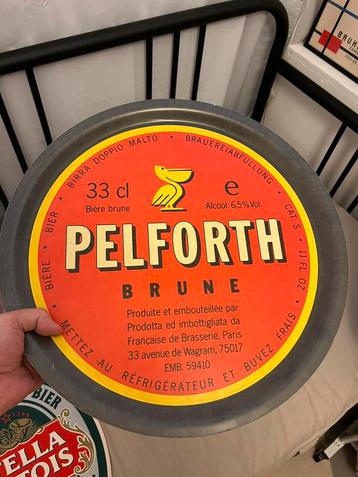 BIÈRE • BIER • BIRRA DOPPIO MALTO • BRAUEREIABFÜLLUNG • CAT S • 11 FL. OZ •
33 cl
Bière brune
e
Alcool: 6,5% Vol.
PELFORTH
BRUNE
Produite et embouteillée par
Prodotta ed imbottigliata da
Française de Brasserie, Paris
33 avenue de Wagram, 75017
EMB. 59410
METTEZ AU RÉFRIGÉRATEUR ET BUVEZ FRAIS
BIER
ELLA
TOIS
BRUH